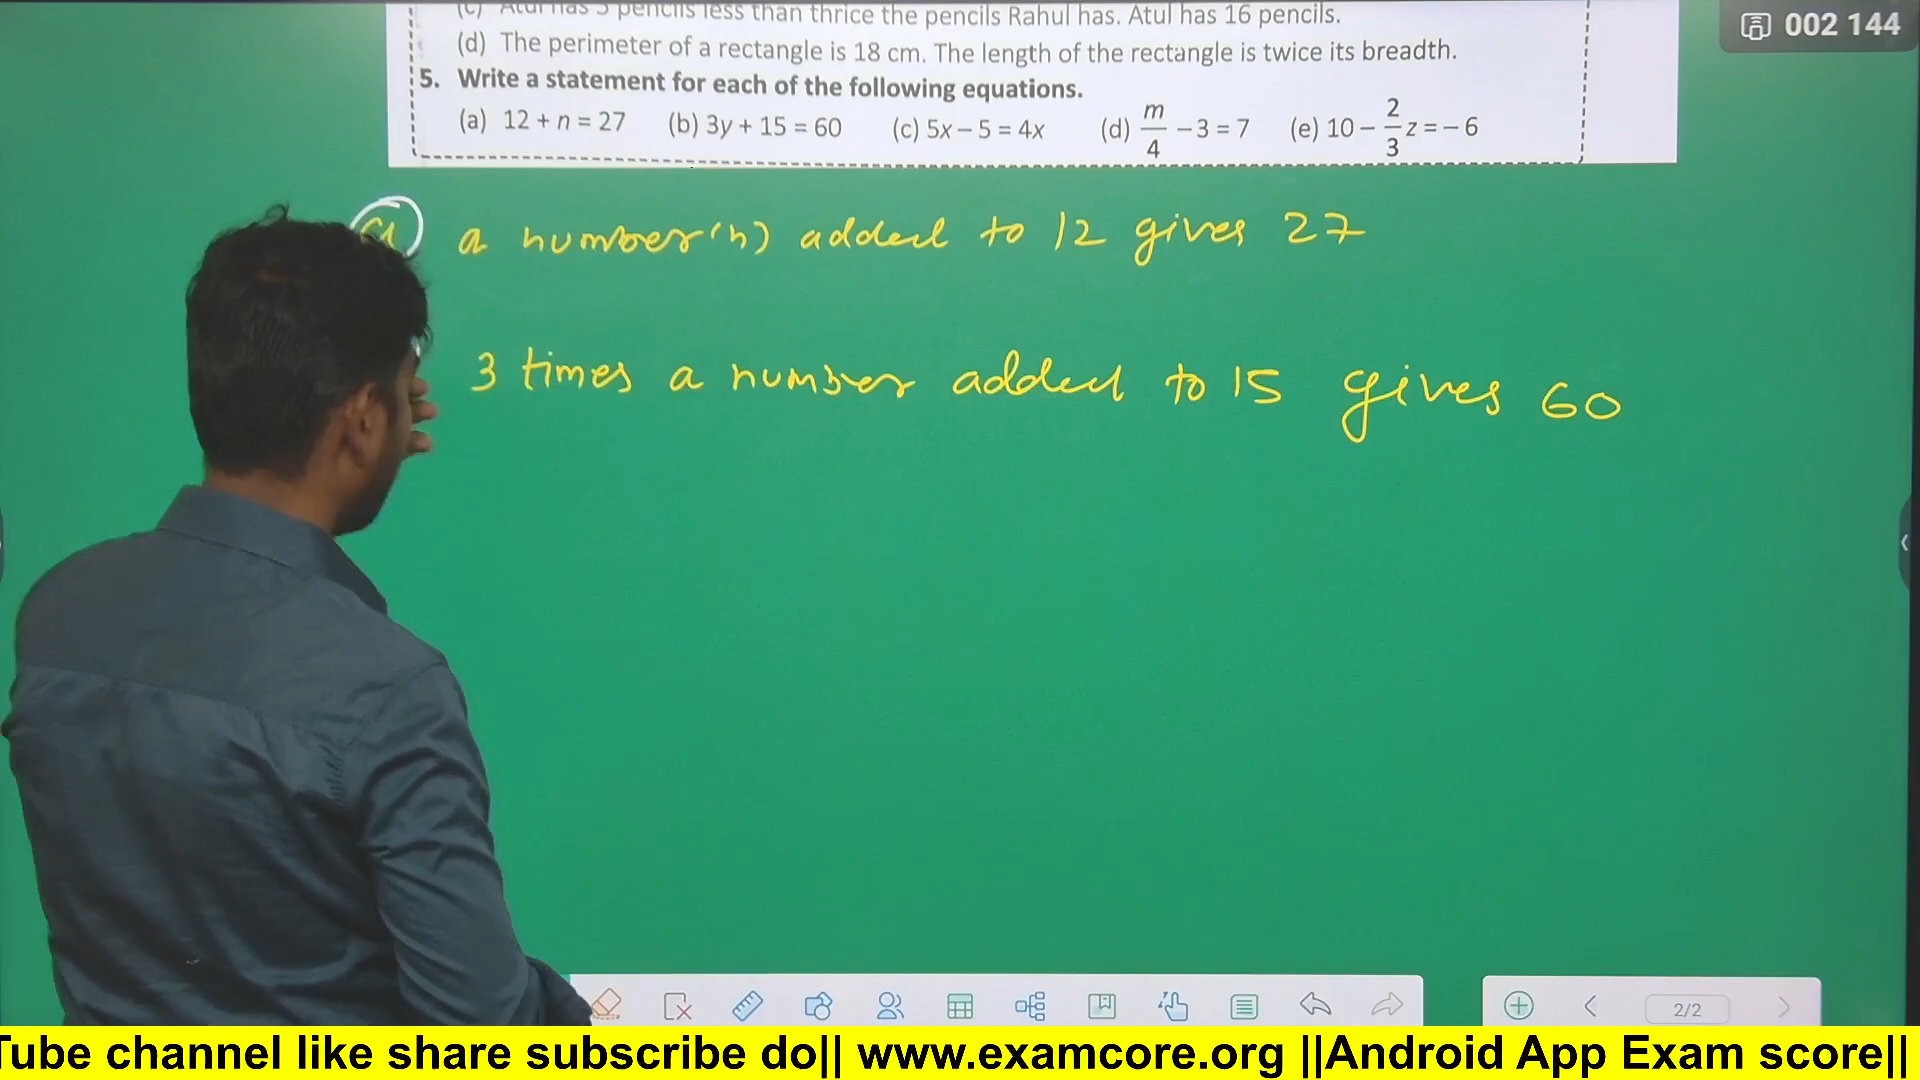 (c) Atul has 5 pencils less than thrice the pencils Rahul has. Atul has 16 pencils.
002 144
(d) The perimeter of a rectangle is 18 cm. The length of the rectangle is twice its breadth.
5. Write a statement for each of the following equations.
(a) 12 + n = 27 (b) 3y + 15 = 60 (c) 5x – 5 = 4x (d) m/4 – 3 = 7 (e) 10 – 2/3 z = – 6
a a number(n) added to 12 gives 27
3 times a number added to 15 gives 60
2/2
Tube channel like share subscribe do|| www.examcore.org ||Android App Exam score||